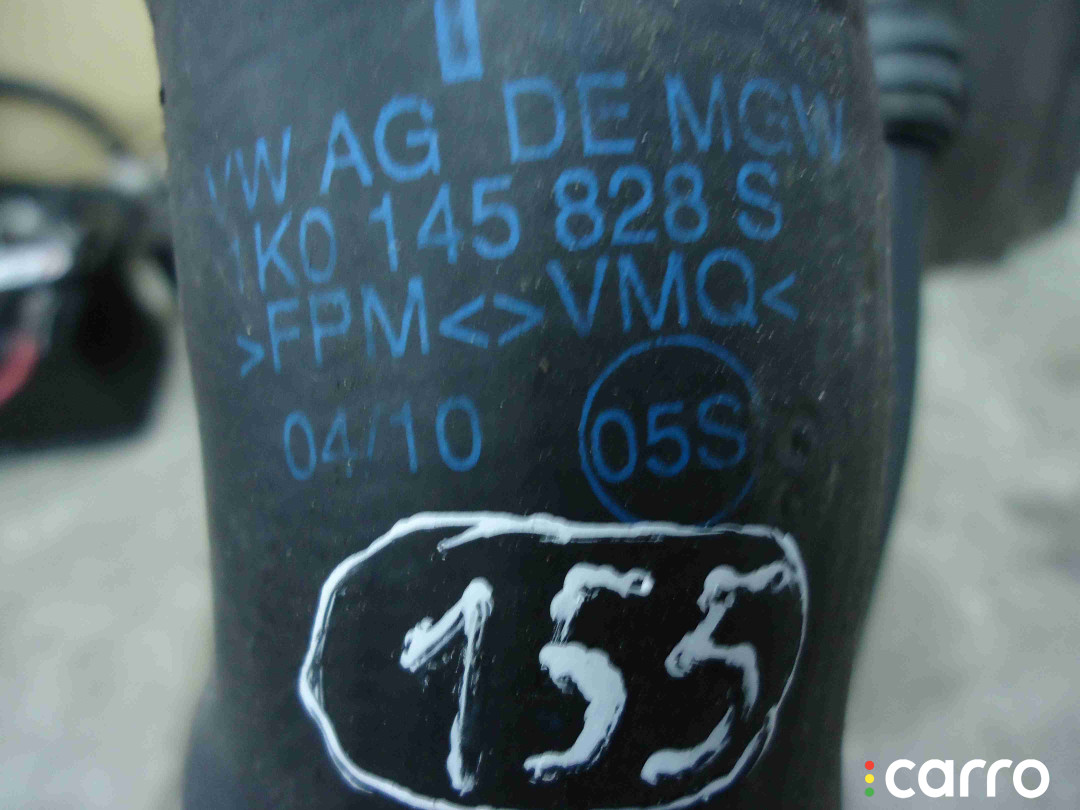 VW AG DE MGW
1K0 145 828 S
>FPM<>VMQ<
04/10 05S
155
carro